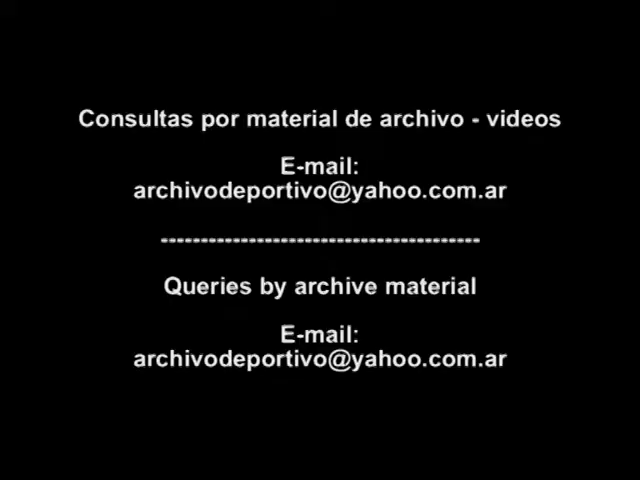 Consultas por material de archivo - videos
E-mail:
archivodeportivo@yahoo.com.ar
----------------------------------------
Queries by archive material
E-mail:
archivodeportivo@yahoo.com.ar